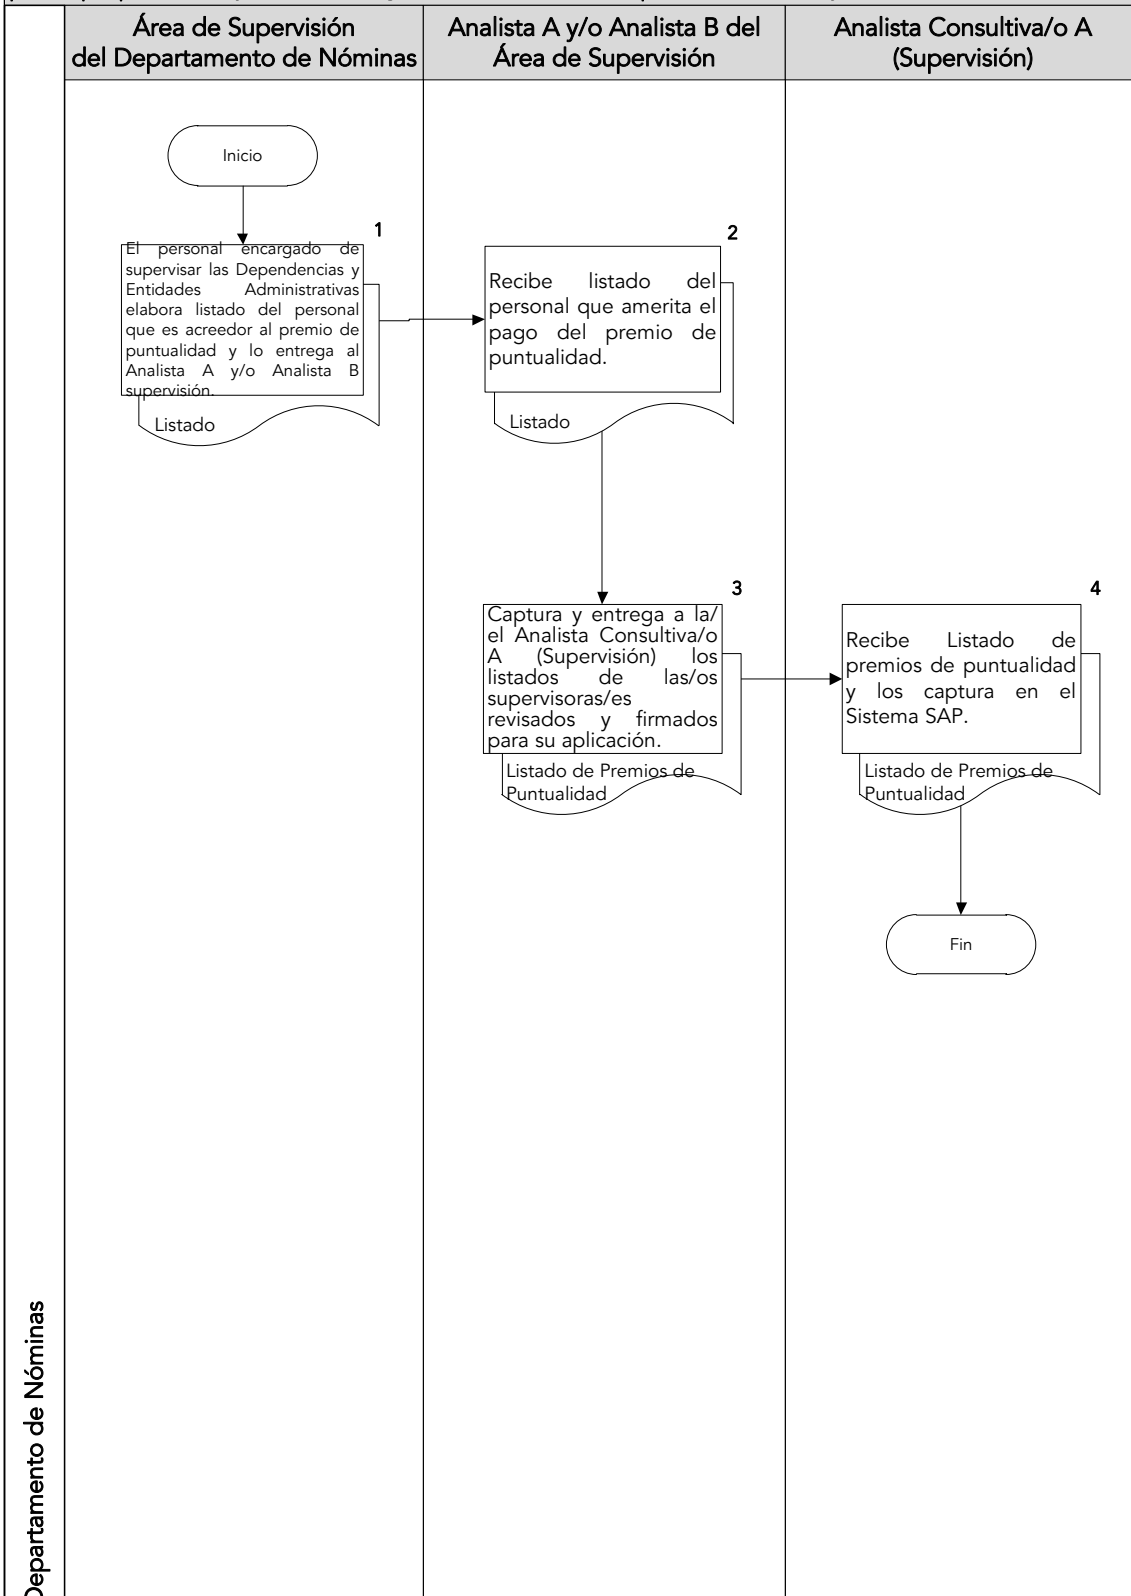 Área de Supervisión
del Departamento de Nóminas
Analista A y/o Analista B del
Área de Supervisión
Analista Consultiva/o A
(Supervisión)
Inicio
1
El personal encargado de
supervisar las Dependencias y
Entidades Administrativas
elabora listado del personal
que es acreedor al premio de
puntualidad y lo entrega al
Analista A y/o Analista B
supervisión.
Listado
2
Recibe listado del
personal que amerita el
pago del premio de
puntualidad.
Listado
3
Captura y entrega a la/
el Analista Consultiva/o
A (Supervisión) los
listados de las/os
supervisoras/es
revisados y firmados
para su aplicación.
Listado de Premios de
Puntualidad
4
Recibe Listado de
premios de puntualidad
y los captura en el
Sistema SAP.
Listado de Premios de
Puntualidad
Fin
Departamento de Nóminas